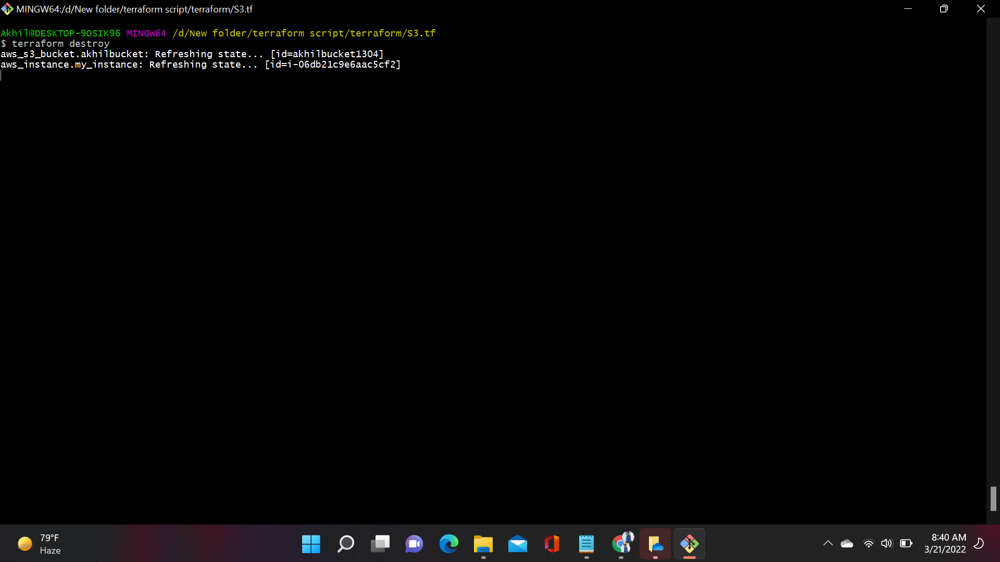 MINGW64:/d/New folder/terraform script/terraform/S3.tf
Akhil@DESKTOP-9OSIK96 MINGW64 /d/New folder/terraform script/terraform/S3.tf
$ terraform destroy
aws_s3_bucket.akhilbucket: Refreshing state... [id=akhilbucket1304]
aws_instance.my_instance: Refreshing state... [id=i-06db21c9e6aac5cf2]
79°F
Haze
8:40 AM
3/21/2022